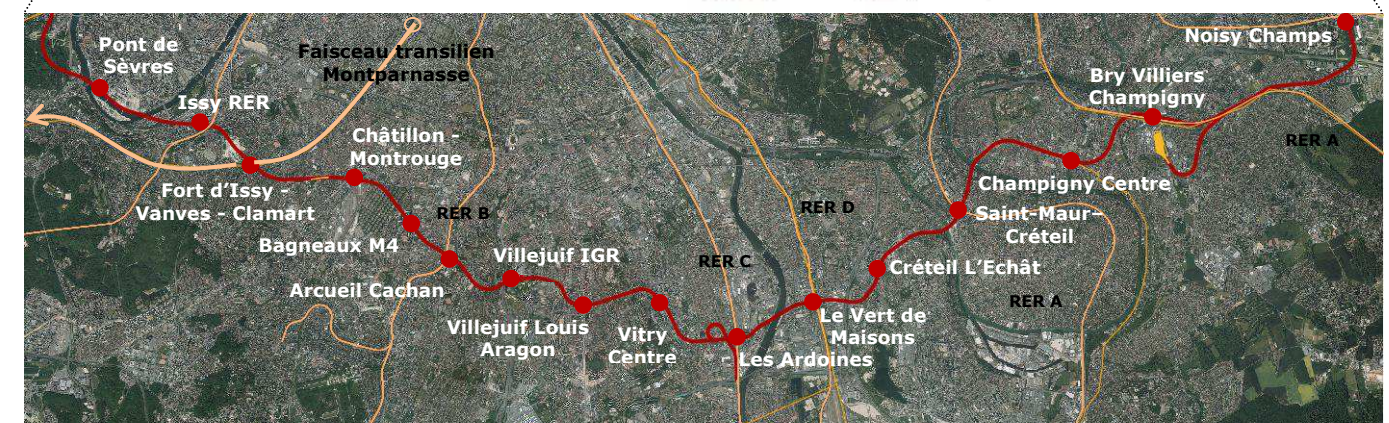 Faisceau transilien
Montparnasse
Noisy Champs
Pont de
Sèvres
Bry Villiers
Champigny
Issy RER
Châtillon -
Montrouge
RER A
Fort d’Issy -
Vanves - Clamart
Champigny Centre
RER B
RER D
Saint-Maur–
Créteil
Bagneaux M4
Villejuif IGR
RER C
Créteil L’Echât
Arcueil Cachan
RER A
Villejuif Louis
Aragon
Vitry
Centre
Le Vert de
Maisons
- Les Ardoines